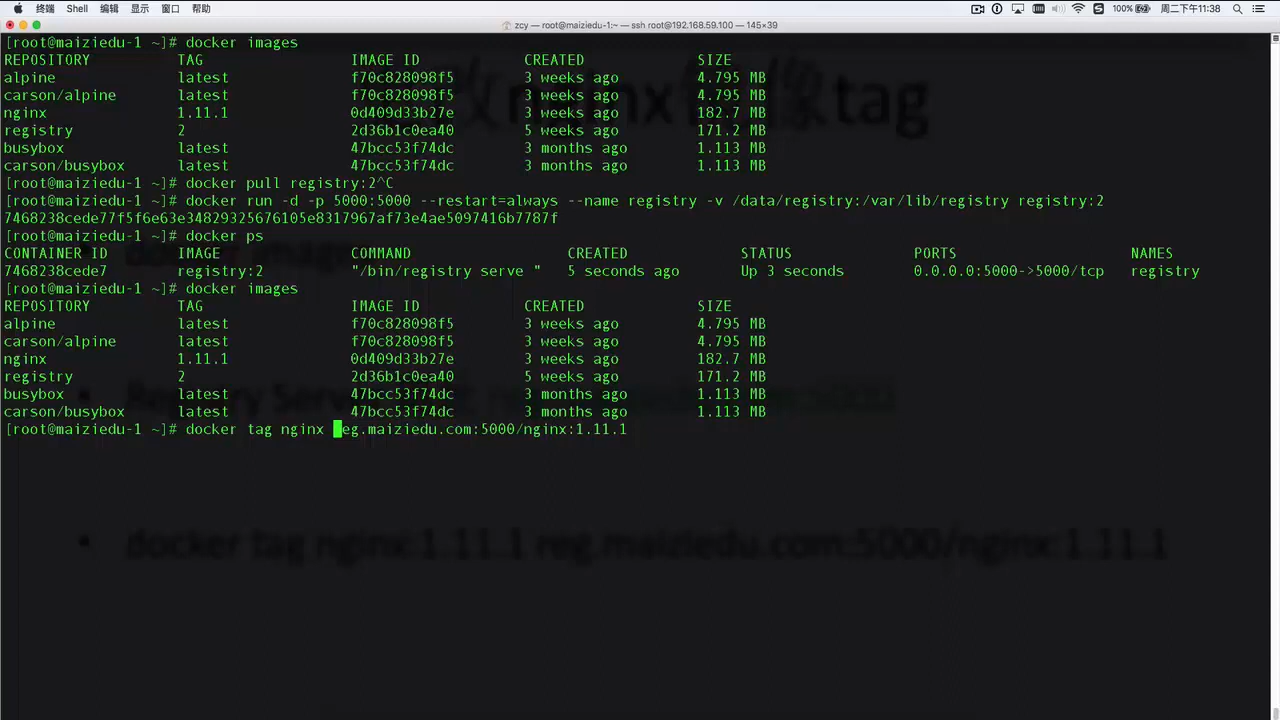 终端 Shell 编辑 显示 窗口 帮助 100% 周二下午11:38
zcy — root@maiziedu-1:~ — ssh root@192.168.59.100 — 145×39
[root@maiziedu-1 ~]# docker images
REPOSITORY TAG IMAGE ID CREATED SIZE
alpine latest f70c828098f5 3 weeks ago 4.795 MB
carson/alpine latest f70c828098f5 3 weeks ago 4.795 MB
nginx 1.11.1 0d409d33b27e 3 weeks ago 182.7 MB
registry 2 2d36b1c0ea40 5 weeks ago 171.2 MB
busybox latest 47bcc53f74dc 3 months ago 1.113 MB
carson/busybox latest 47bcc53f74dc 3 months ago 1.113 MB
[root@maiziedu-1 ~]# docker pull registry:2^C
[root@maiziedu-1 ~]# docker run -d -p 5000:5000 --restart=always --name registry -v /data/registry:/var/lib/registry registry:2
7468238cede77f5f6e63e34829325676105e8317967af73e4ae5097416b7787f
[root@maiziedu-1 ~]# docker ps
CONTAINER ID IMAGE COMMAND CREATED STATUS PORTS NAMES
7468238cede7 registry:2 "/bin/registry serve " 5 seconds ago Up 3 seconds 0.0.0.0:5000->5000/tcp registry
[root@maiziedu-1 ~]# docker images
REPOSITORY TAG IMAGE ID CREATED SIZE
alpine latest f70c828098f5 3 weeks ago 4.795 MB
carson/alpine latest f70c828098f5 3 weeks ago 4.795 MB
nginx 1.11.1 0d409d33b27e 3 weeks ago 182.7 MB
registry 2 2d36b1c0ea40 5 weeks ago 171.2 MB
busybox latest 47bcc53f74dc 3 months ago 1.113 MB
carson/busybox latest 47bcc53f74dc 3 months ago 1.113 MB
[root@maiziedu-1 ~]# docker tag nginx reg.maiziedu.com:5000/nginx:1.11.1
• docker tag nginx:1.11.1 reg.maiziedu.com:5000/nginx:1.11.1